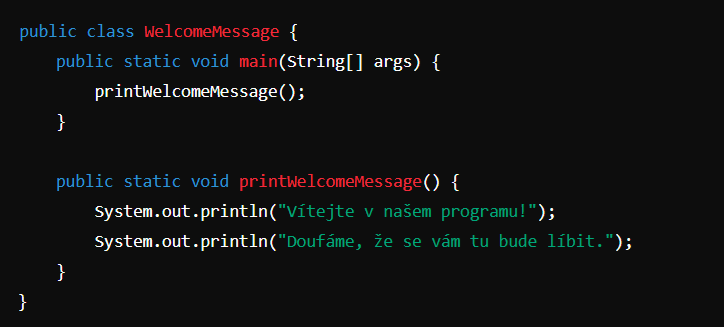 public class WelcomeMessage {
    public static void main(String[] args) {
        printWelcomeMessage();
    }

    public static void printWelcomeMessage() {
        System.out.println("Vítejte v našem programu!");
        System.out.println("Doufáme, že se vám tu bude líbit.");
    }
}